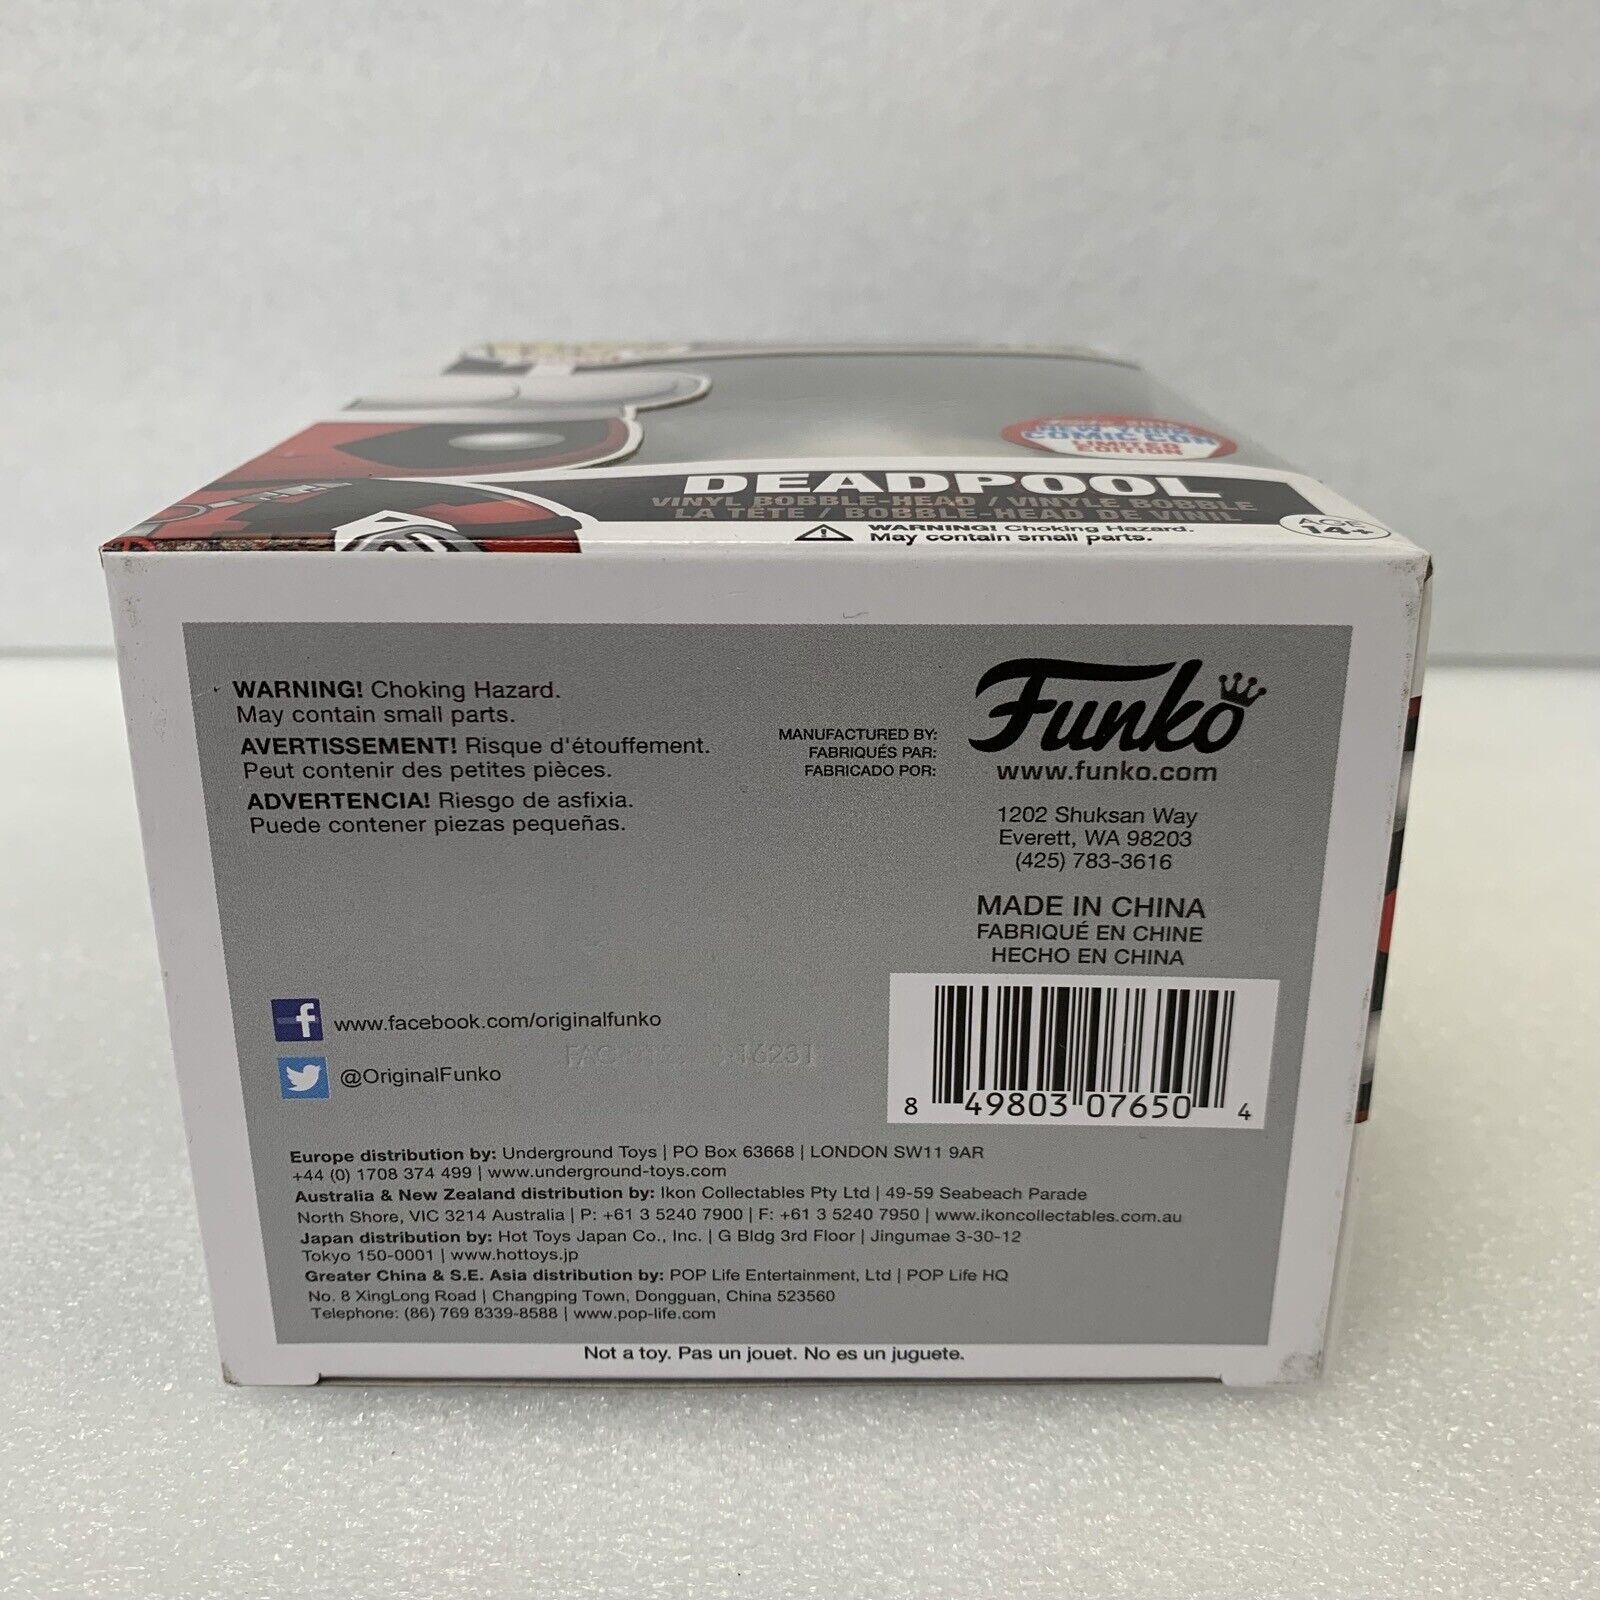 NEW YORK
COMIC CON
LIMITED
EDITION
DEADPOOL
VINYL BOBBLE-HEAD / VINYLE BOBBLE
LA TÊTE / BOBBLE-HEAD DE VINIL
WARNING! Choking Hazard.
May contain small parts.
AGE
14+
WARNING! Choking Hazard.
May contain small parts.
AVERTISSEMENT! Risque d'étouffement.
Peut contenir des petites pièces.
ADVERTENCIA! Riesgo de asfixia.
Puede contener piezas pequeñas.
MANUFACTURED BY:
FABRIQUÉS PAR:
FABRICADO POR:
Funko
www.funko.com
1202 Shuksan Way
Everett, WA 98203
(425) 783-3616
MADE IN CHINA
FABRIQUÉ EN CHINE
HECHO EN CHINA
f www.facebook.com/originalfunko
16231
@OriginalFunko
8 49803 07650 4
Europe distribution by: Underground Toys | PO Box 63668 | LONDON SW11 9AR
+44 (0) 1708 374 499 | www.underground-toys.com
Australia & New Zealand distribution by: Ikon Collectables Pty Ltd | 49-59 Seabeach Parade
North Shore, VIC 3214 Australia | P: +61 3 5240 7900 | F: +61 3 5240 7950 | www.ikoncollectables.com.au
Japan distribution by: Hot Toys Japan Co., Inc. | G Bldg 3rd Floor | Jingumae 3-30-12
Tokyo 150-0001 | www.hottoys.jp
Greater China & S.E. Asia distribution by: POP Life Entertainment, Ltd | POP Life HQ
No. 8 XingLong Road | Changping Town, Dongguan, China 523560
Telephone: (86) 769 8339-8588 | www.pop-life.com
Not a toy. Pas un jouet. No es un juguete.